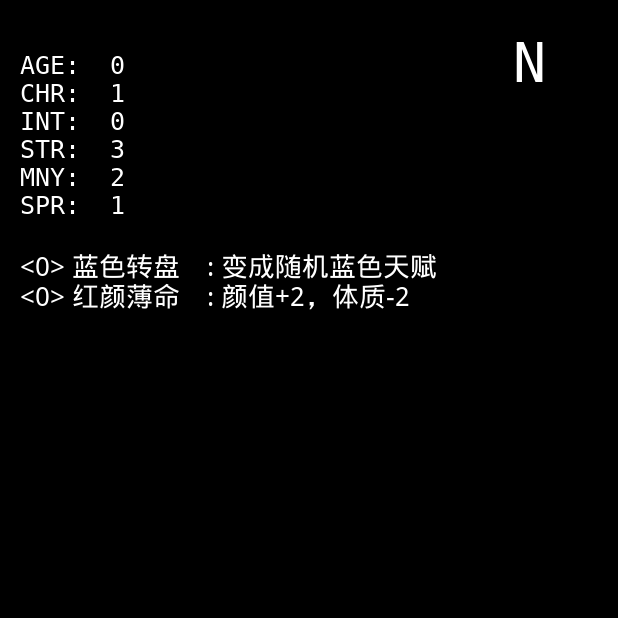 N
AGE: 0
CHR: 1
INT: 0
STR: 3
MNY: 2
SPR: 1
<O> 蓝色转盘 : 变成随机蓝色天赋
<O> 红颜薄命 : 颜值+2，体质-2